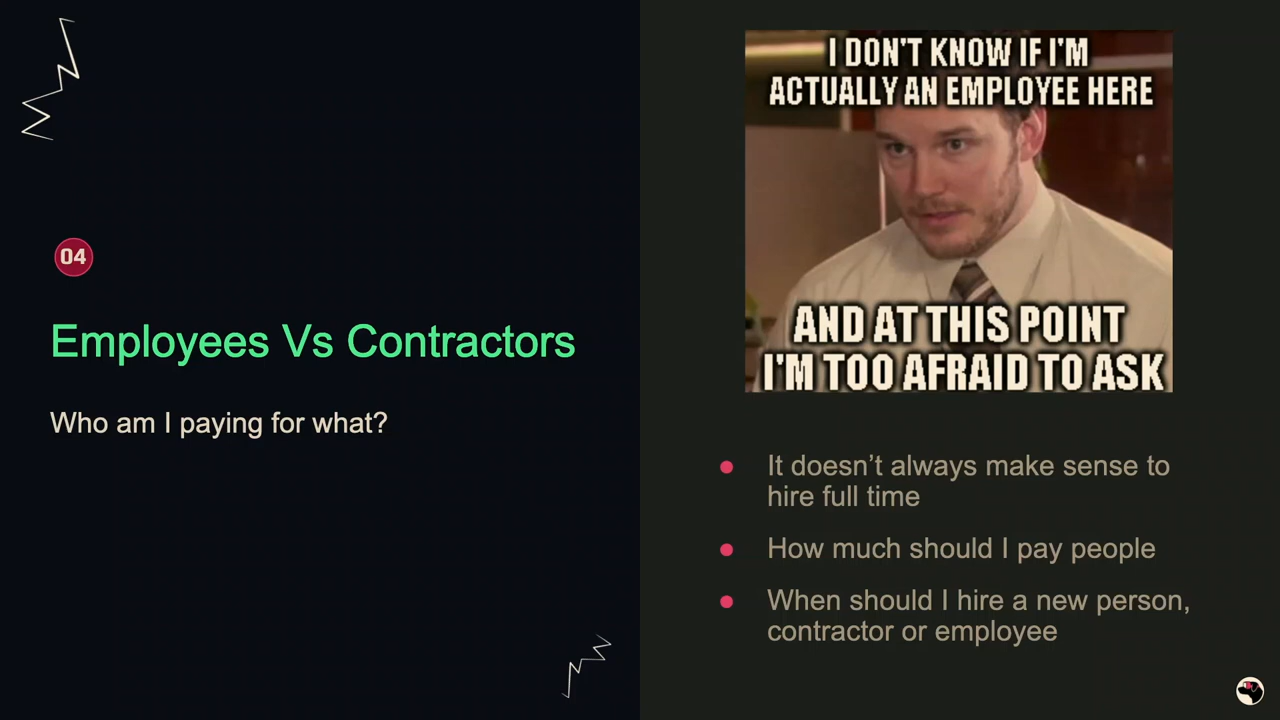 04
Employees Vs Contractors
Who am I paying for what?
I DON'T KNOW IF I'M
ACTUALLY AN EMPLOYEE HERE
AND AT THIS POINT
I'M TOO AFRAID TO ASK
It doesn’t always make sense to
hire full time
How much should I pay people
When should I hire a new person,
contractor or employee